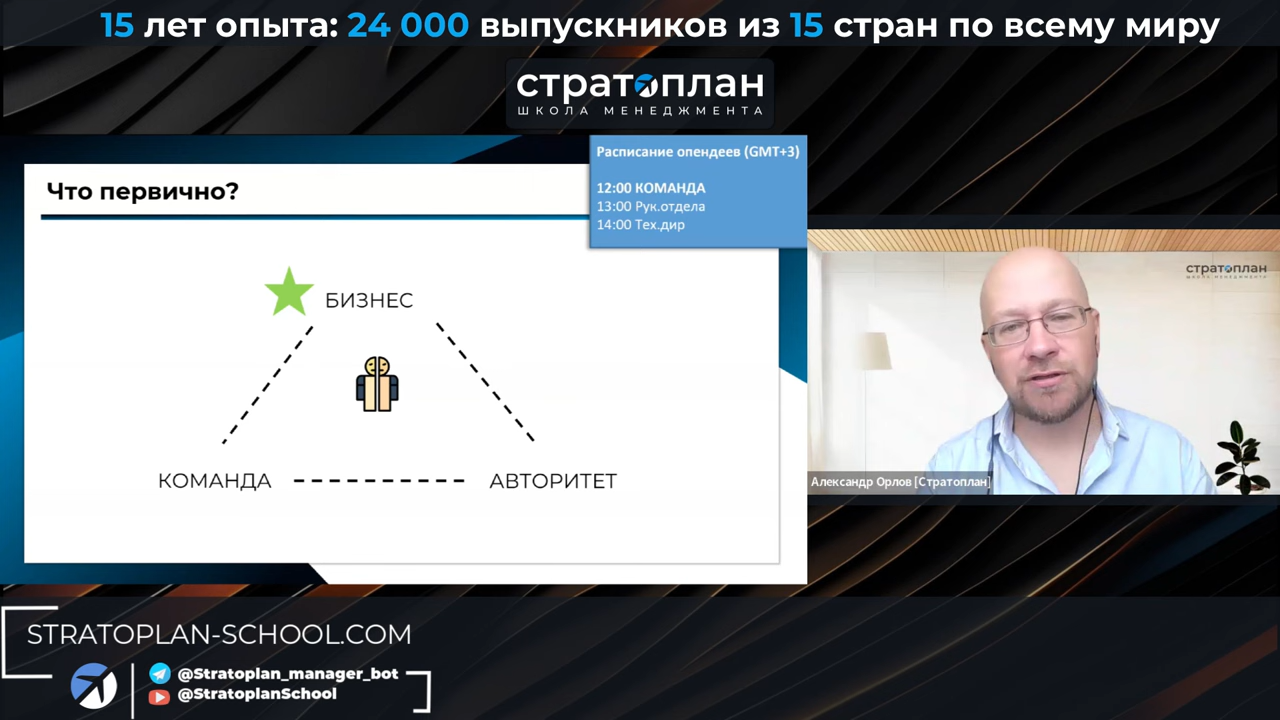 15 лет опыта: 24 000 выпускников из 15 стран по всему миру
стратоплан
ШКОЛА МЕНЕДЖМЕНТА
Расписание опендеев (GMT+3)
12:00 КОМАНДА
13:00 Рук.отдела
14:00 Тех.дир
Что первично?
БИЗНЕС
КОМАНДА
АВТОРИТЕТ
стратоплан
ШКОЛА МЕНЕДЖМЕНТА
Александр Орлов [Стратоплан]
STRATOPLAN-SCHOOL.COM
@Stratoplan_manager_bot
@StratoplanSchool